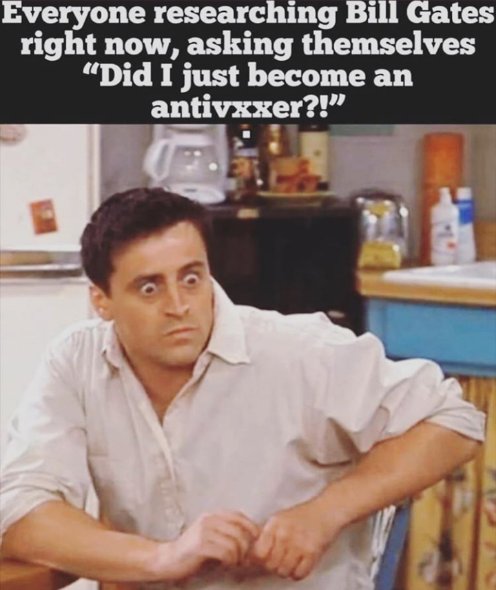 Everyone researching Bill Gates
right now, asking themselves
“Did I just become an
antivxxer?!”